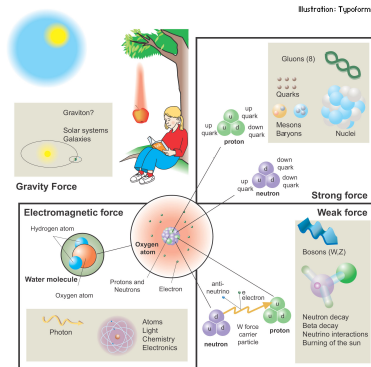 Illustration: Typoform
Gluons (8)
Quarks
Mesons
Baryons
Nuclei
Graviton?
Solar systems
Galaxies
Gravity Force
up
quark
up
quark
down
quark
u
u
d
proton
down
quark
up
quark
down
quark
d
u
d
neutron
Strong force
Electromagnetic force
Hydrogen atom
Water molecule
Oxygen atom
Oxygen
atom
Protons and
Neutrons
Electron
Photon
Atoms
Light
Chemistry
Electronics
Weak force
Bosons (W,Z)
anti-
neutrino
e
electron
d
u
d
neutron
W force
carrier
particle
u
u
d
proton
Neutron decay
Beta decay
Neutrino interactions
Burning of the sun